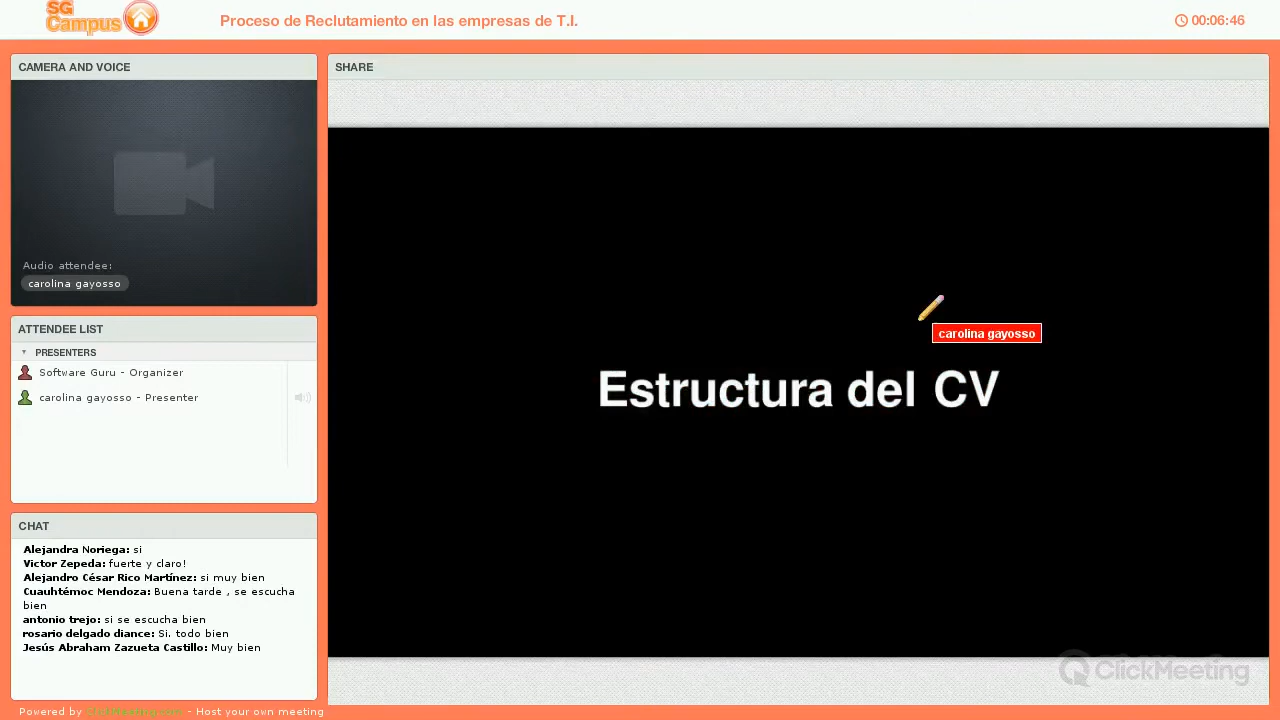 SG
Campus
Proceso de Reclutamiento en las empresas de T.I.
00:06:46
CAMERA AND VOICE
Audio attendee:
carolina gayosso
ATTENDEE LIST
PRESENTERS
Software Guru - Organizer
carolina gayosso - Presenter
CHAT
Alejandra Noriega: si
Victor Zepeda: fuerte y claro!
Alejandro César Rico Martínez: si muy bien
Cuauhtémoc Mendoza: Buena tarde , se escucha
bien
antonio trejo: si se escucha bien
rosario delgado diance: Si. todo bien
Jesús Abraham Zazueta Castillo: Muy bien
Powered by ClickMeeting.com - Host your own meeting
SHARE
carolina gayosso
Estructura del CV
ClickMeeting